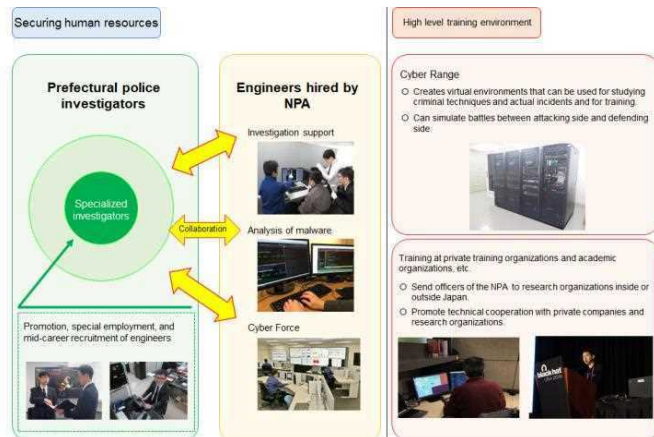 Securing human resources
High level training environment
Prefectural police
investigators
Specialized
investigators
Promotion, special employment, and
mid-career recruitment of engineers
Collaboration
Engineers hired by
NPA
Investigation support
Analysis of malware
Cyber Force
Cyber Range
O Creates virtual environments that can be used for studying
criminal techniques and actual incidents and for training.
O Can simulate battles between attacking side and defending
side.
Training at private training organizations and academic
organizations, etc.
O Send officers of the NPA to research organizations inside or
outside Japan.
O Promote technical cooperation with private companies and
research organizations.
black hat